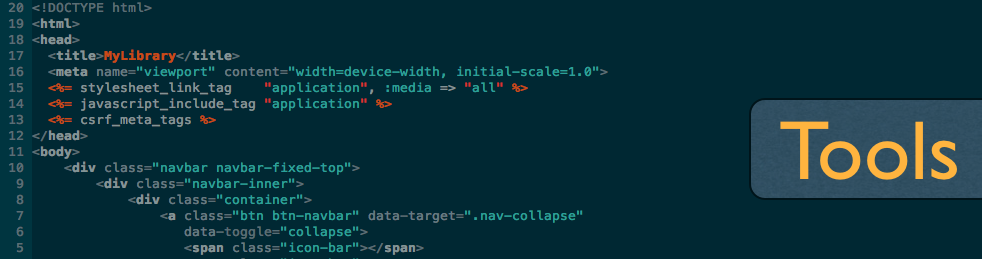 20 <!DOCTYPE html>
19 <html>
18 <head>
17   <title>MyLibrary</title>
16   <meta name="viewport" content="width=device-width, initial-scale=1.0">
15   <%= stylesheet_link_tag    "application", :media => "all" %>
14   <%= javascript_include_tag "application" %>
13   <%= csrf_meta_tags %>
12 </head>
11 <body>
10     <div class="navbar navbar-fixed-top">
9         <div class="navbar-inner">
8             <div class="container">
7                 <a class="btn btn-navbar" data-target=".nav-collapse"
6                    data-toggle="collapse">
5                    <span class="icon-bar"></span>
Tools